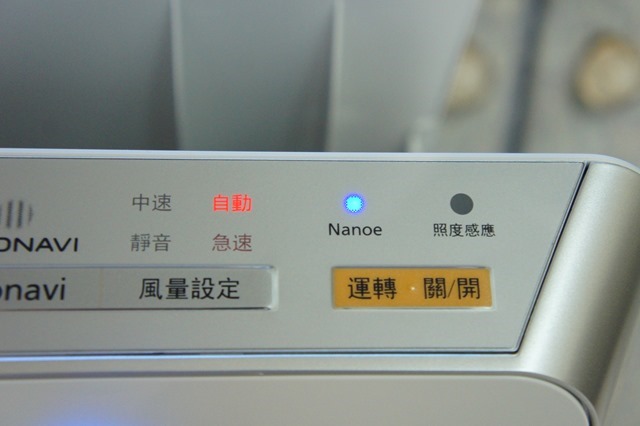 中速 自動
靜音 急速
Nanoe
照度感應
ONAVI
onavi
風量設定
運轉·關/開